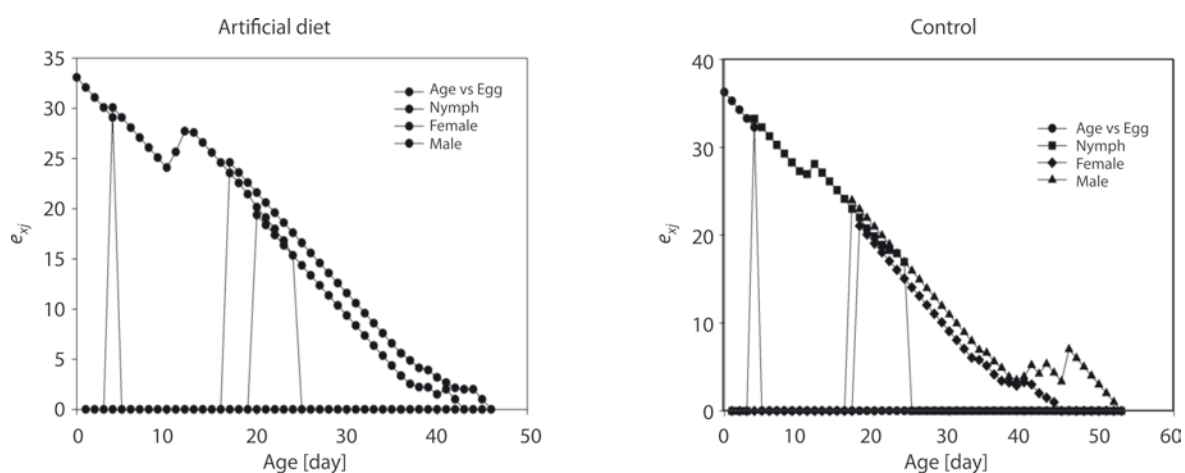 Artificial diet
35
30
25
20
15
10
5
0
e_xj
Age vs Egg
Nymph
Female
Male
0 10 20 30 40 50
Age [day]
Control
40
30
20
10
0
e_xj
Age vs Egg
Nymph
Female
Male
0 10 20 30 40 50 60
Age [day]